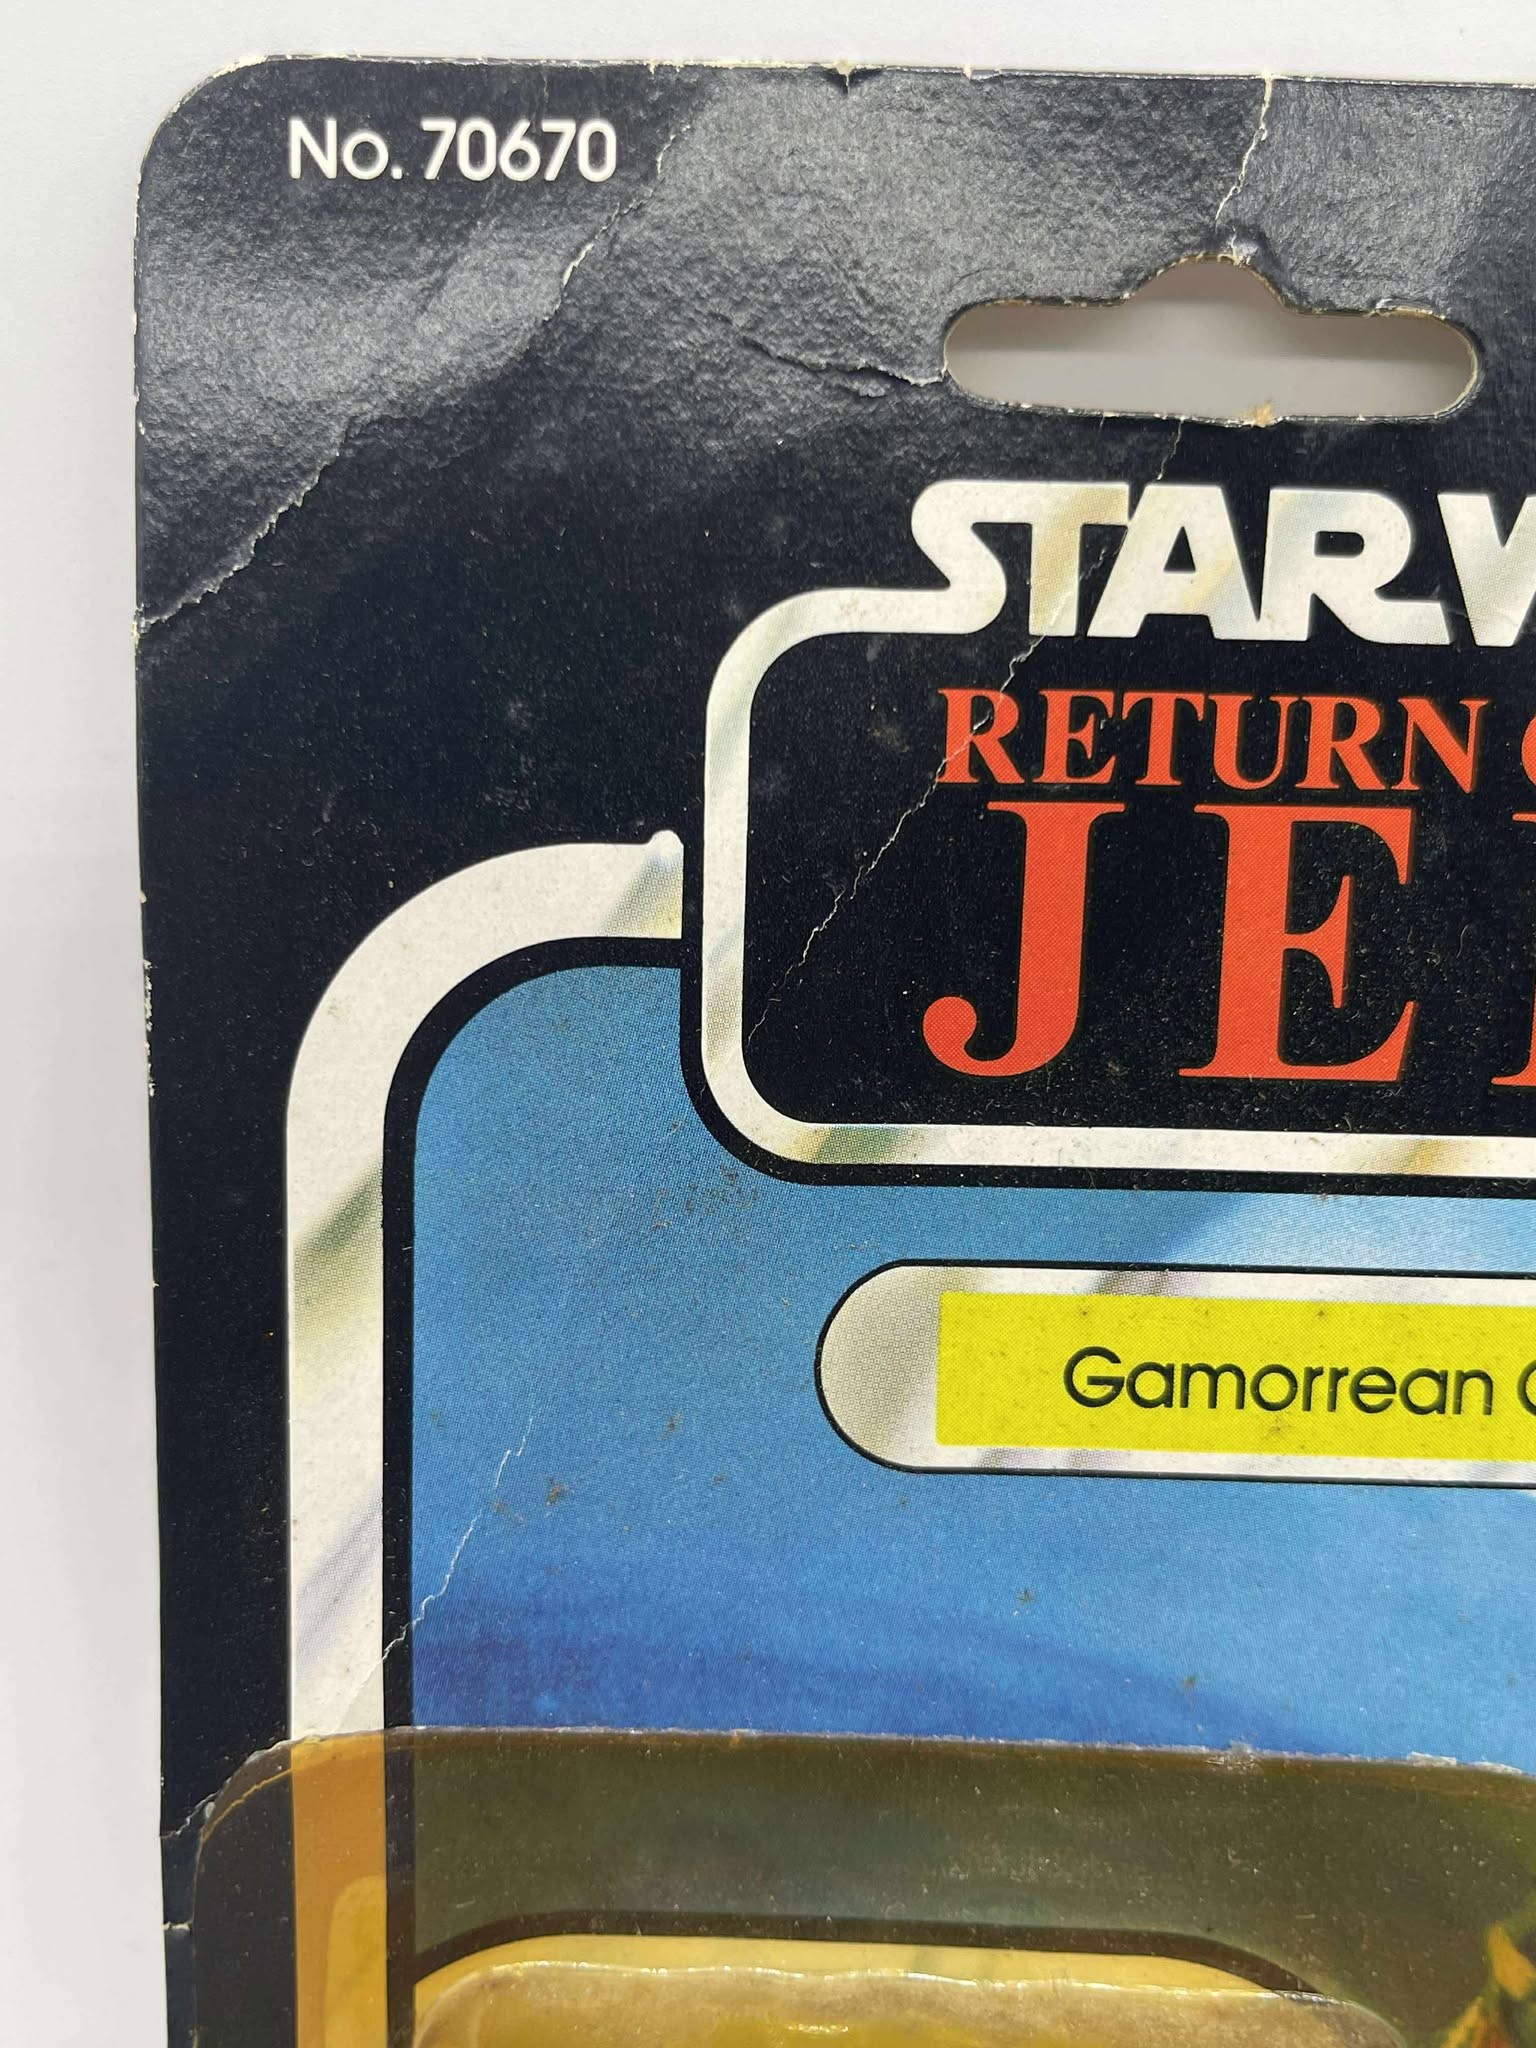 No. 70670
STAR W
RETURN
JE
Gamorrean